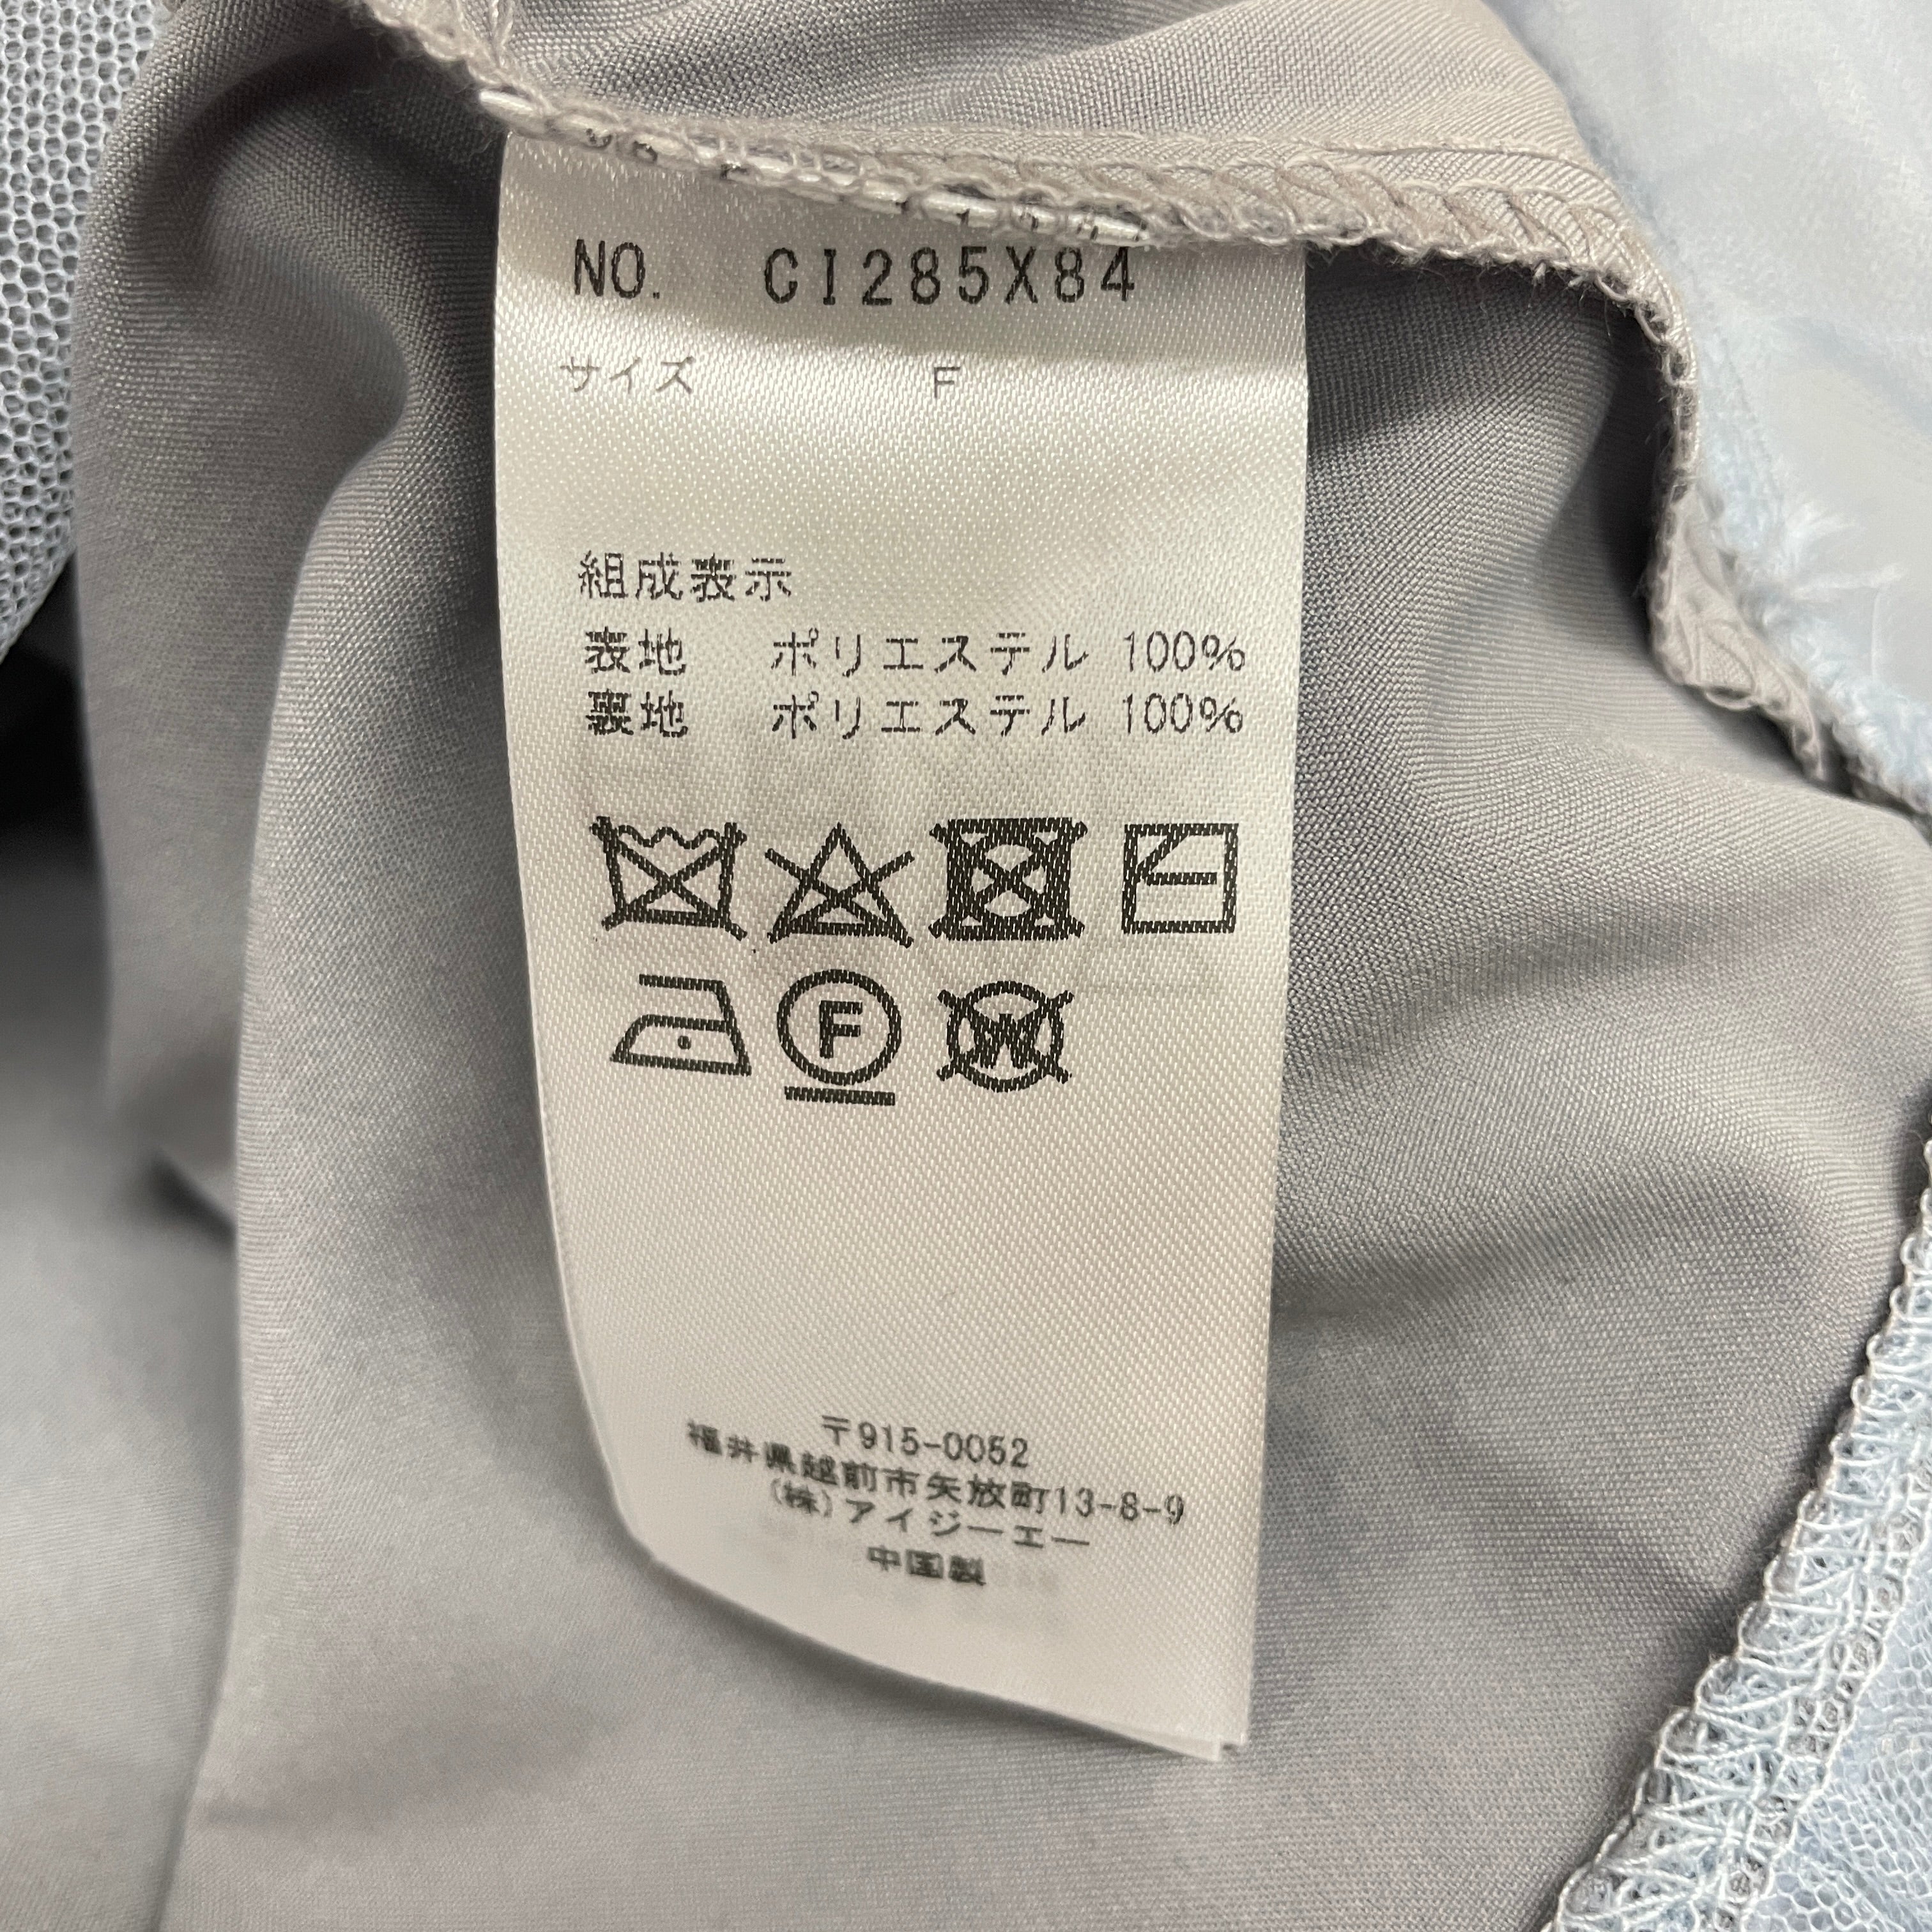 NO. CI285X84
サイズ F
組成表示
表地 ポリエステル 100%
裏地 ポリエステル 100%
F
W
〒915-0052
福井県越前市矢放町13-8-9
(株)アイジーエー
中国製